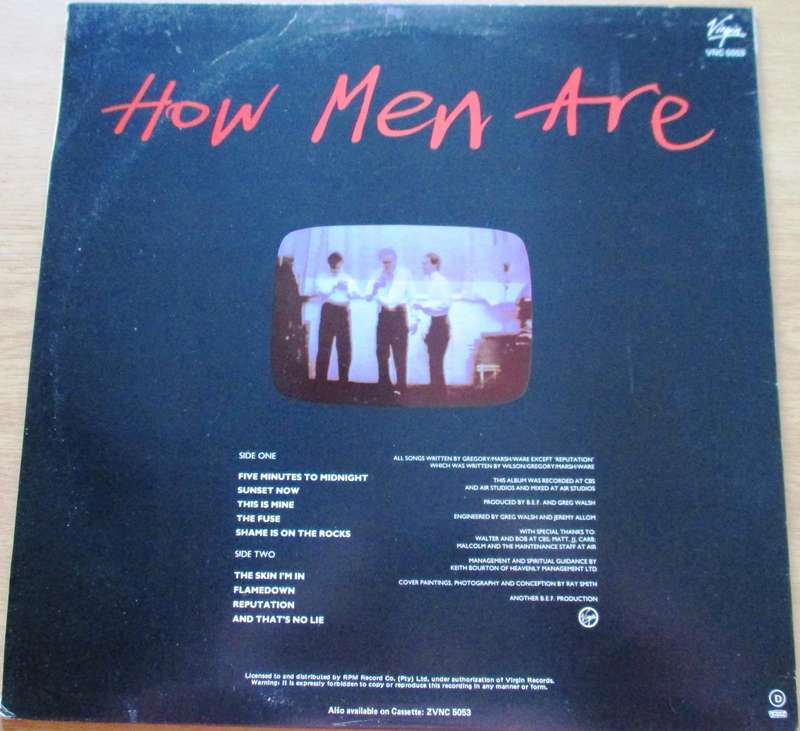 Virgin
VNC 5053
How Men Are
SIDE ONE
FIVE MINUTES TO MIDNIGHT
SUNSET NOW
THIS IS MINE
THE FUSE
SHAME IS ON THE ROCKS
SIDE TWO
THE SKIN I'M IN
FLAMEDOWN
REPUTATION
AND THAT'S NO LIE
ALL SONGS WRITTEN BY GREGORY/MARSH/WARE EXCEPT 'REPUTATION'
WHICH WAS WRITTEN BY WILSON/GREGORY/MARSH/WARE
THIS ALBUM WAS RECORDED AT CBS
AND AIR STUDIOS AND MIXED AT AIR STUDIOS
PRODUCED BY B.E.F. AND GREG WALSH
ENGINEERED BY GREG WALSH AND JEREMY ALLOM
WITH SPECIAL THANKS TO:
WALTER AND BOB AT CBS; MATT, JJ, CARB;
MALCOLM AND THE MAINTENANCE STAFF AT AIR
MANAGEMENT AND SPIRITUAL GUIDANCE BY
KEITH BOURTON OF HEAVENLY MANAGEMENT LTD
COVER PAINTINGS, PHOTOGRAPHY AND CONCEPTION BY RAY SMITH
ANOTHER B.E.F. PRODUCTION
Virgin
Licensed to and distributed by RPM Record Co. (Pty) Ltd. under authorization of Virgin Records.
Warning: It is expressly forbidden to copy or reproduce this recording in any manner or form.
Also available on Cassette: ZVNC 5053
D